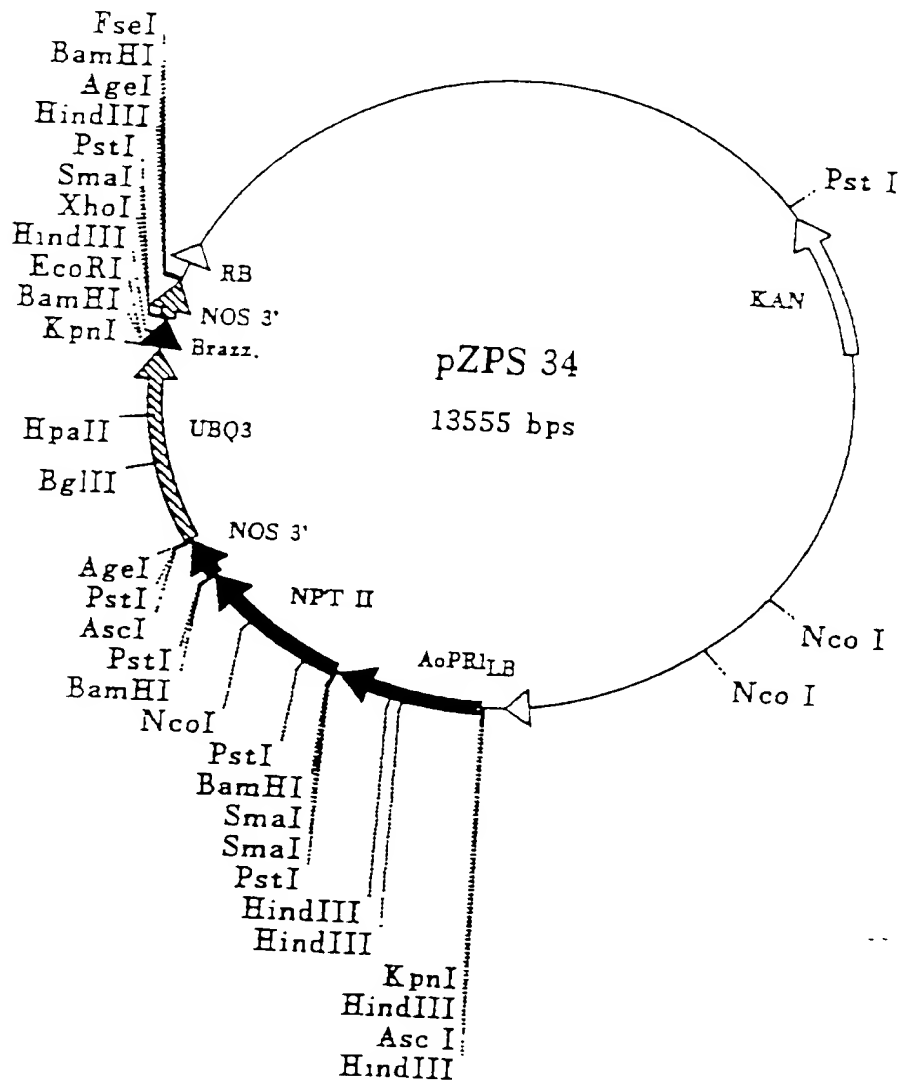 FseI
BamHI
AgeI
HindIII
PstI
SmaI
XhoI
HindIII
EcoRI
BamHI
KpnI
RB
NOS 3'
Brazz.
Pst I
KAN
pZPS 34
13555 bps
HpaII
UBQ3
BglII
NOS 3'
AgeI
PstI
AscI
PstI
BamHI
NPT II
NcoI
AoPR1LB
Nco I
Nco I
PstI
BamHI
SmaI
SmaI
PstI
HindIII
HindIII
KpnI
HindIII
Asc I
HindIII